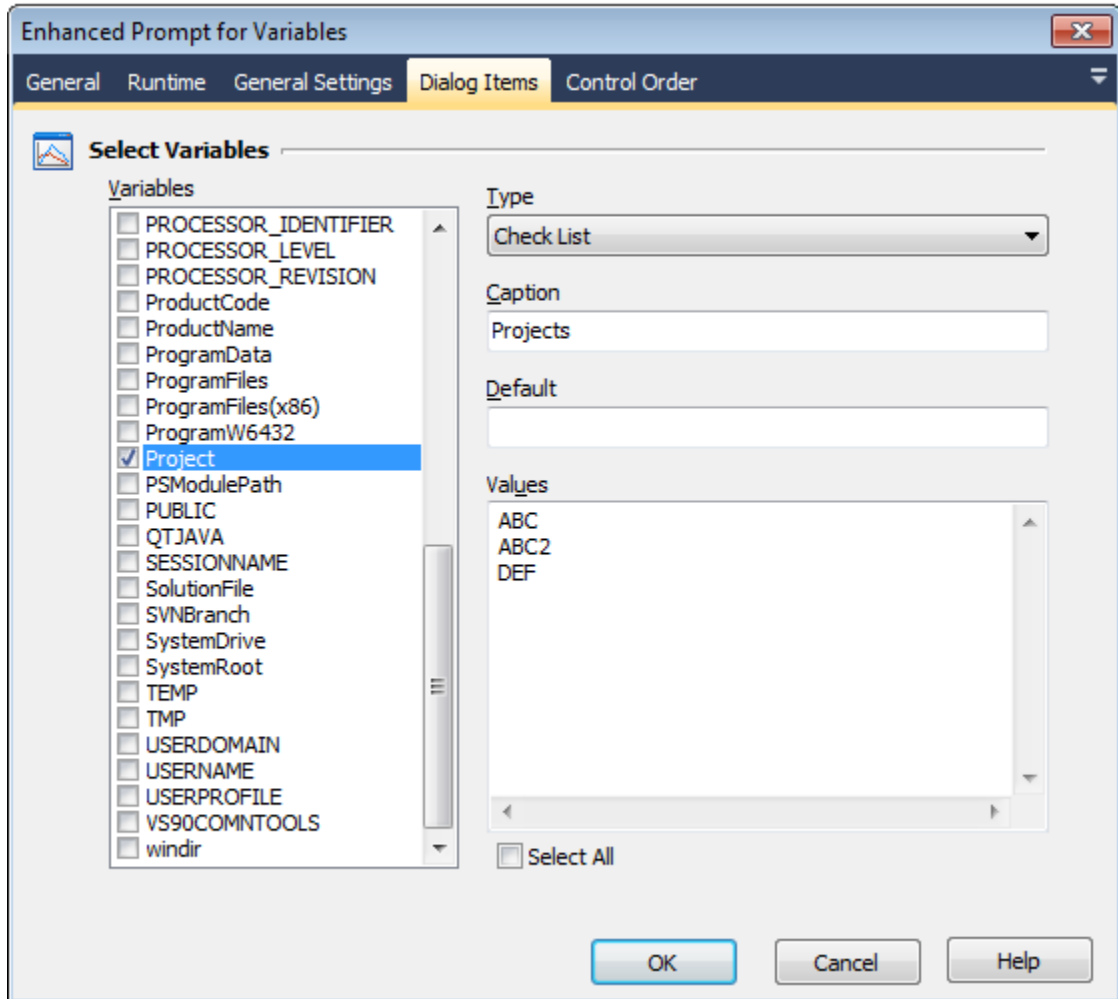 Enhanced Prompt for Variables
General Runtime General Settings Dialog Items Control Order
Select Variables
Variables
PROCESSOR_IDENTIFIER
PROCESSOR_LEVEL
PROCESSOR_REVISION
ProductCode
ProductName
ProgramData
ProgramFiles
ProgramFiles(x86)
ProgramW6432
Project
PSModulePath
PUBLIC
QTJAVA
SESSIONNAME
SolutionFile
SVNBranch
SystemDrive
SystemRoot
TEMP
TMP
USERDOMAIN
USERNAME
USERPROFILE
VS90COMNTOOLS
windir
Type
Check List
Caption
Projects
Default
Values
ABC
ABC2
DEF
Select All
OK Cancel Help